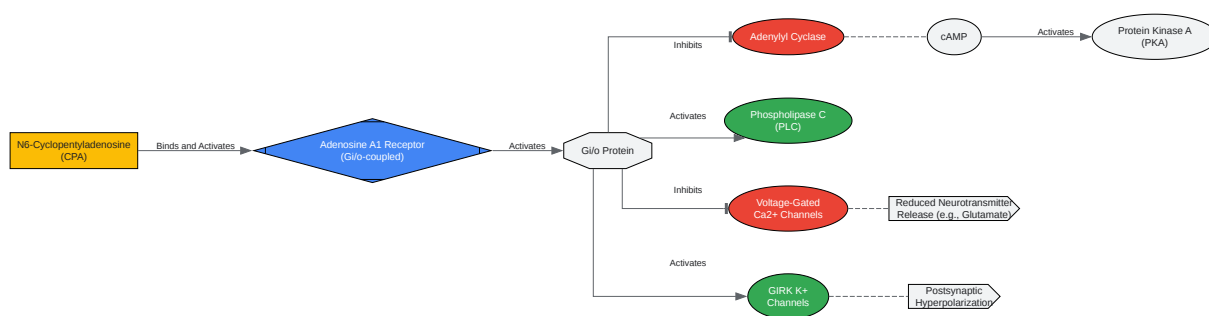 N6-Cyclopentyladenosine
(CPA)
Binds and Activates
Adenosine A1 Receptor
(Gi/o-coupled)
Activates
Gi/o Protein
Inhibits
Adenylyl Cyclase
cAMP
Activates
Protein Kinase A
(PKA)
Activates
Phospholipase C
(PLC)
Inhibits
Voltage-Gated
Ca2+ Channels
Reduced Neurotransmitter
Release (e.g., Glutamate)
Activates
GIRK K+
Channels
Postsynaptic
Hyperpolarization